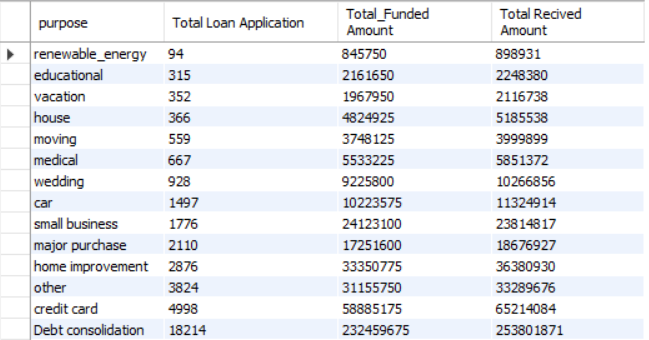 purpose Total Loan Application Total_Funded Amount Total Recived Amount
renewable_energy 94 845750 898931
educational 315 2161650 2248380
vacation 352 1967950 2116738
house 366 4824925 5185538
moving 559 3748125 3999899
medical 667 5533225 5851372
wedding 928 9225800 10266856
car 1497 10223575 11324914
small business 1776 24123100 23814817
major purchase 2110 17251600 18676927
home improvement 2876 33350775 36380930
other 3824 31155750 33289676
credit card 4998 58885175 65214084
Debt consolidation 18214 232459675 253801871